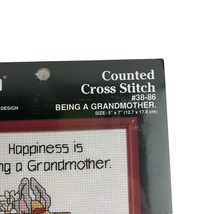 Counted
Cross Stitch
#38-86
DESIGN
BEING A GRANDMOTHER.
SIZE: 5" x 7" (12.7 x 17.8 cm)
Happiness is
ng a Grandmother.